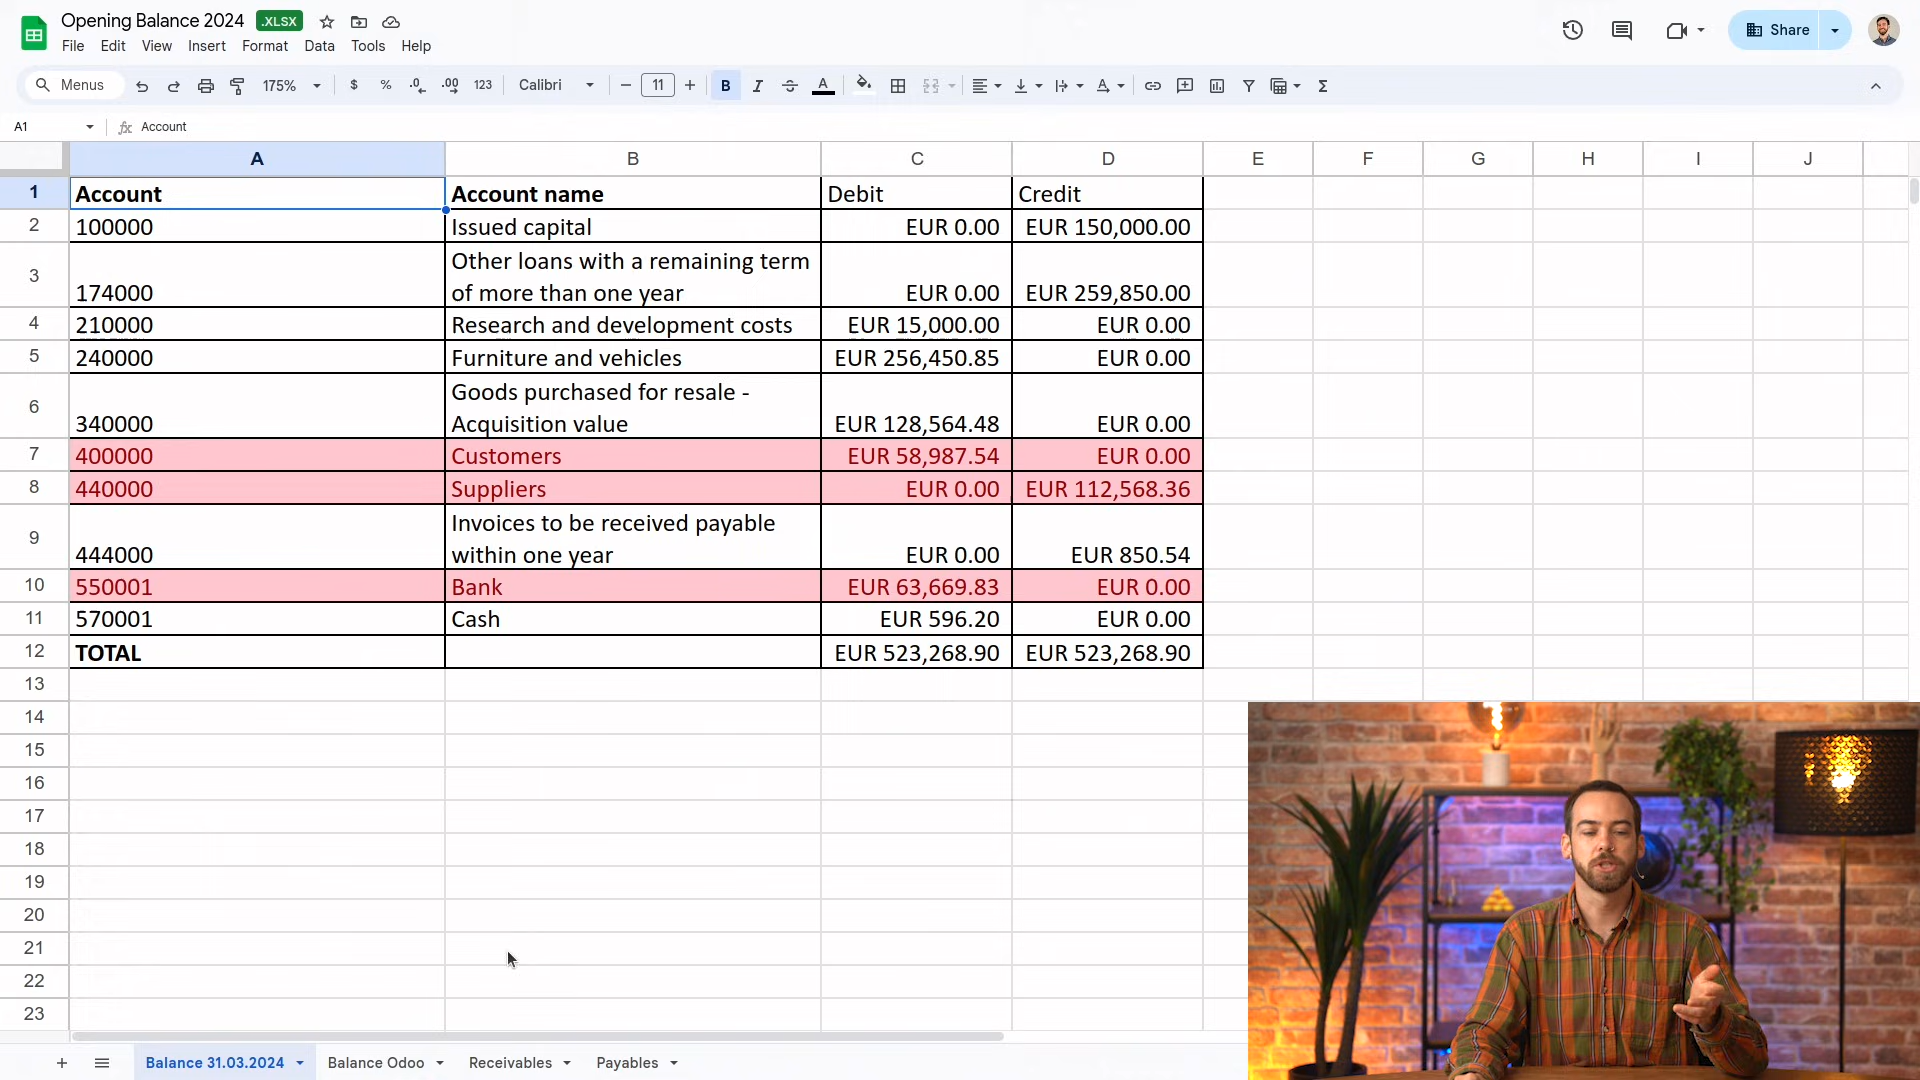 Opening Balance 2024 .XLSX
File Edit View Insert Format Data Tools Help
Share
Menus 175% $ % .0 .00 123 Calibri 11 B I A Σ
A1 fx Account
A B C D E F G H I J
1 Account Account name Debit Credit
2 100000 Issued capital EUR 0.00 EUR 150,000.00
Other loans with a remaining term
3 174000 of more than one year EUR 0.00 EUR 259,850.00
4 210000 Research and development costs EUR 15,000.00 EUR 0.00
5 240000 Furniture and vehicles EUR 256,450.85 EUR 0.00
Goods purchased for resale -
6 340000 Acquisition value EUR 128,564.48 EUR 0.00
7 400000 Customers EUR 58,987.54 EUR 0.00
8 440000 Suppliers EUR 0.00 EUR 112,568.36
Invoices to be received payable
9 444000 within one year EUR 0.00 EUR 850.54
10 550001 Bank EUR 63,669.83 EUR 0.00
11 570001 Cash EUR 596.20 EUR 0.00
12 TOTAL EUR 523,268.90 EUR 523,268.90
13
14
15
16
17
18
19
20
21
22
23
Balance 31.03.2024 Balance Odoo Receivables Payables